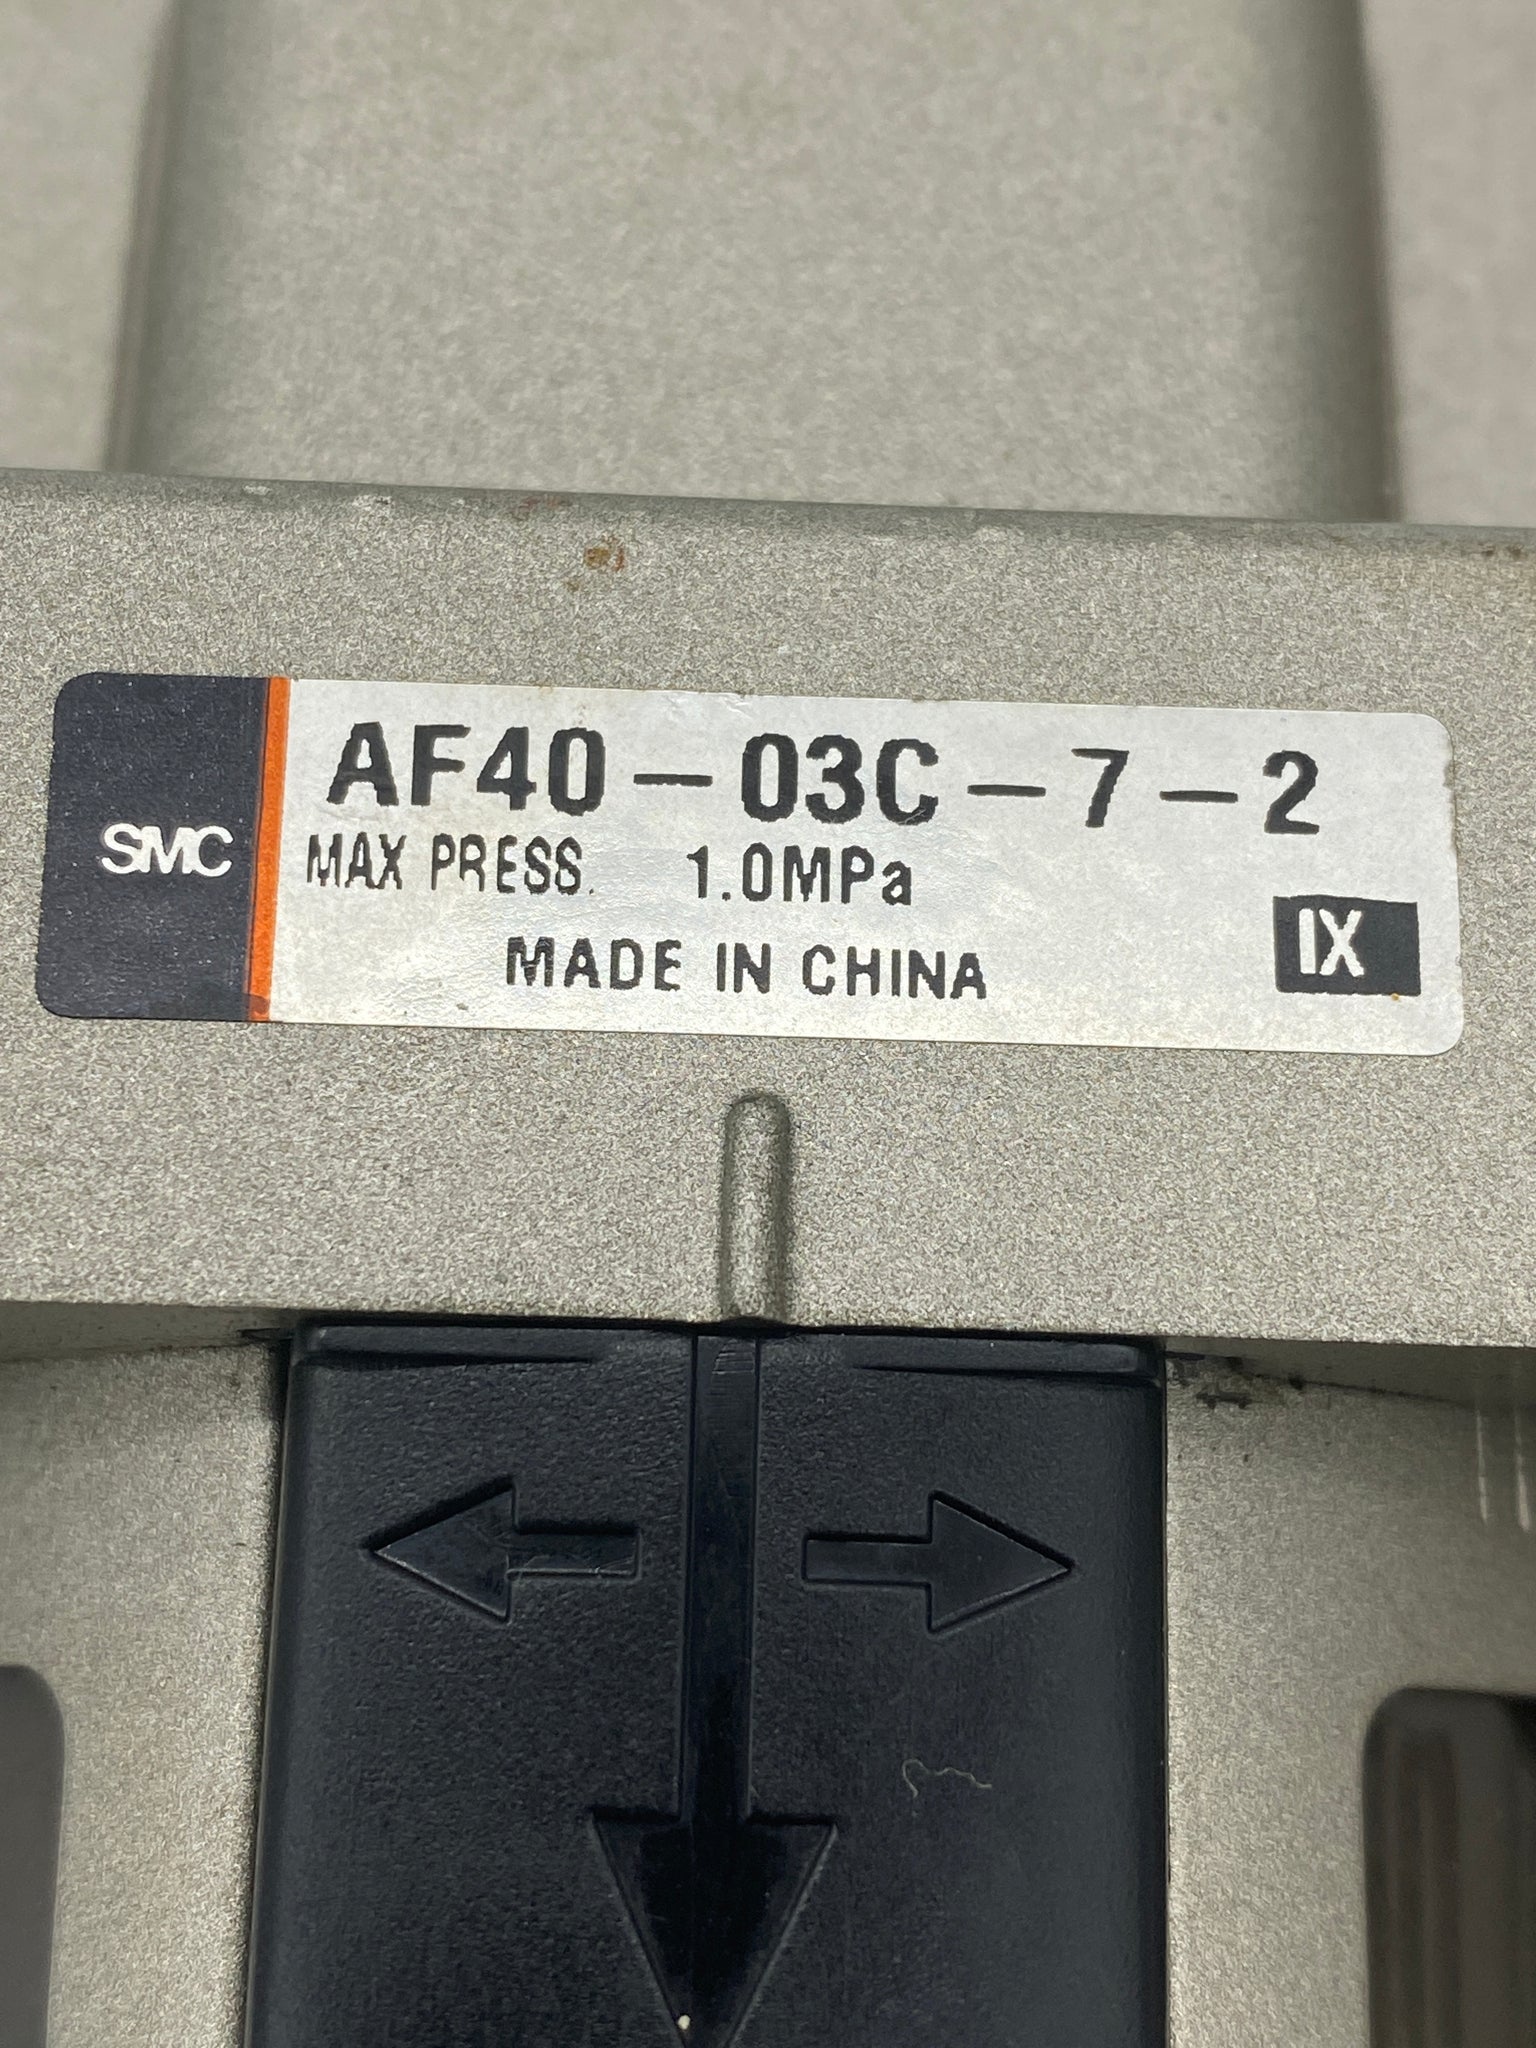 AF40-03C-7-2
SMC
MAX PRESS. 1.0MPa
IX
MADE IN CHINA